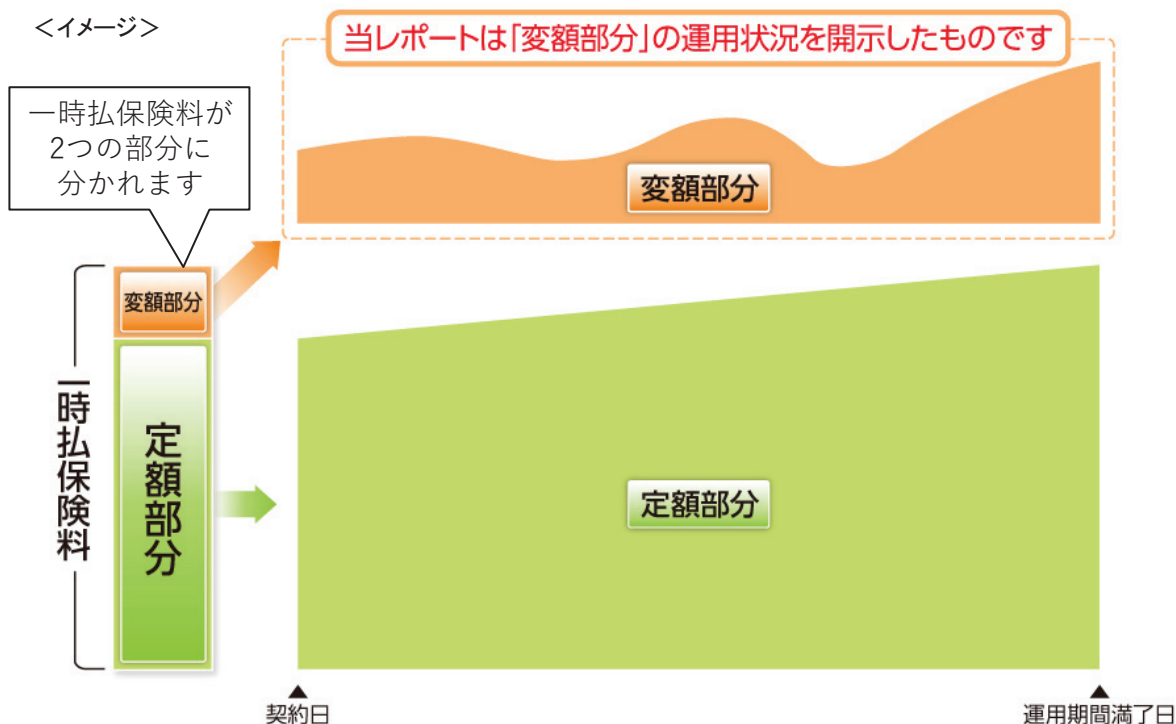 ＜イメージ＞
当レポートは「変額部分」の運用状況を開示したものです
一時払保険料が
2つの部分に
分かれます
変額部分
変額部分
一時払保険料
定額部分
定額部分
▲
契約日
▲
運用期間満了日